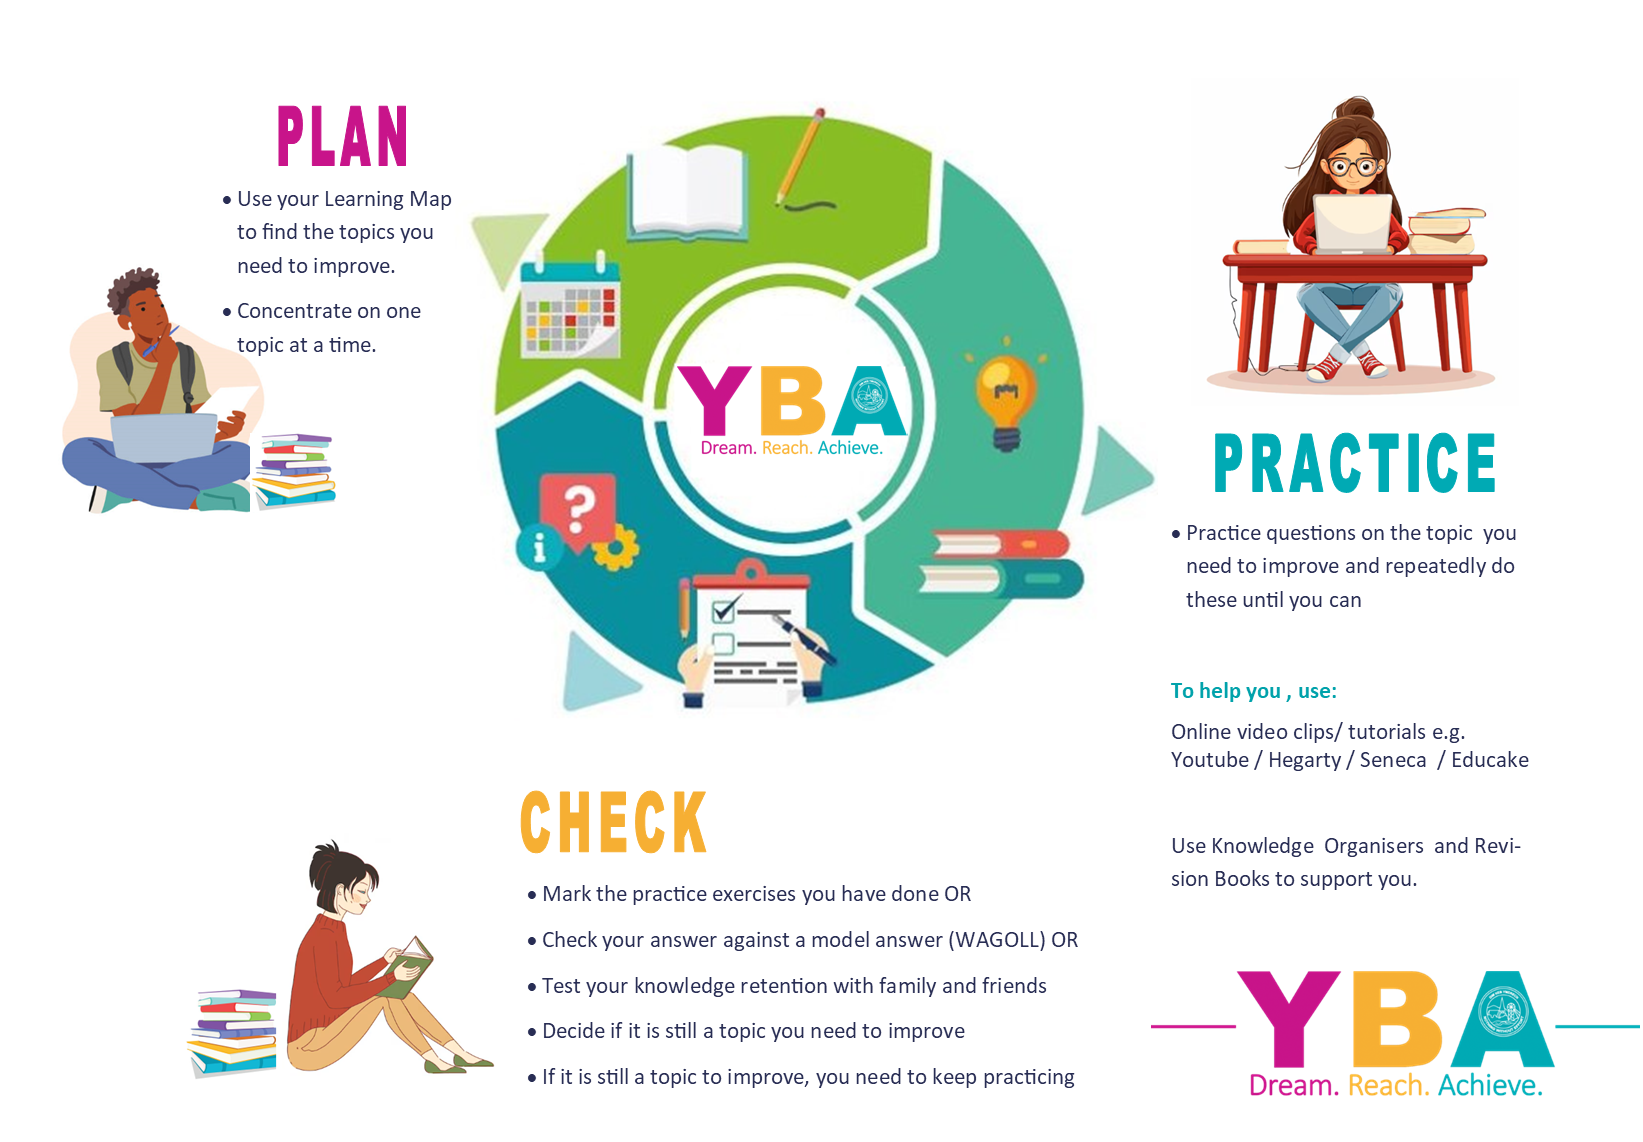 PLAN
• Use your Learning Map
to find the topics you
need to improve.
• Concentrate on one
topic at a time.
YBA
Dream. Reach. Achieve.
?
i
PRACTICE
• Practice questions on the topic  you
need to improve and repeatedly do
these until you can
To help you , use:
Online video clips/ tutorials e.g.
Youtube / Hegarty / Seneca  / Educake
Use Knowledge  Organisers  and Revi-
sion Books to support you.
CHECK
• Mark the practice exercises you have done OR
• Check your answer against a model answer (WAGOLL) OR
• Test your knowledge retention with family and friends
• Decide if it is still a topic you need to improve
• If it is still a topic to improve, you need to keep practicing
YBA
Dream. Reach. Achieve.